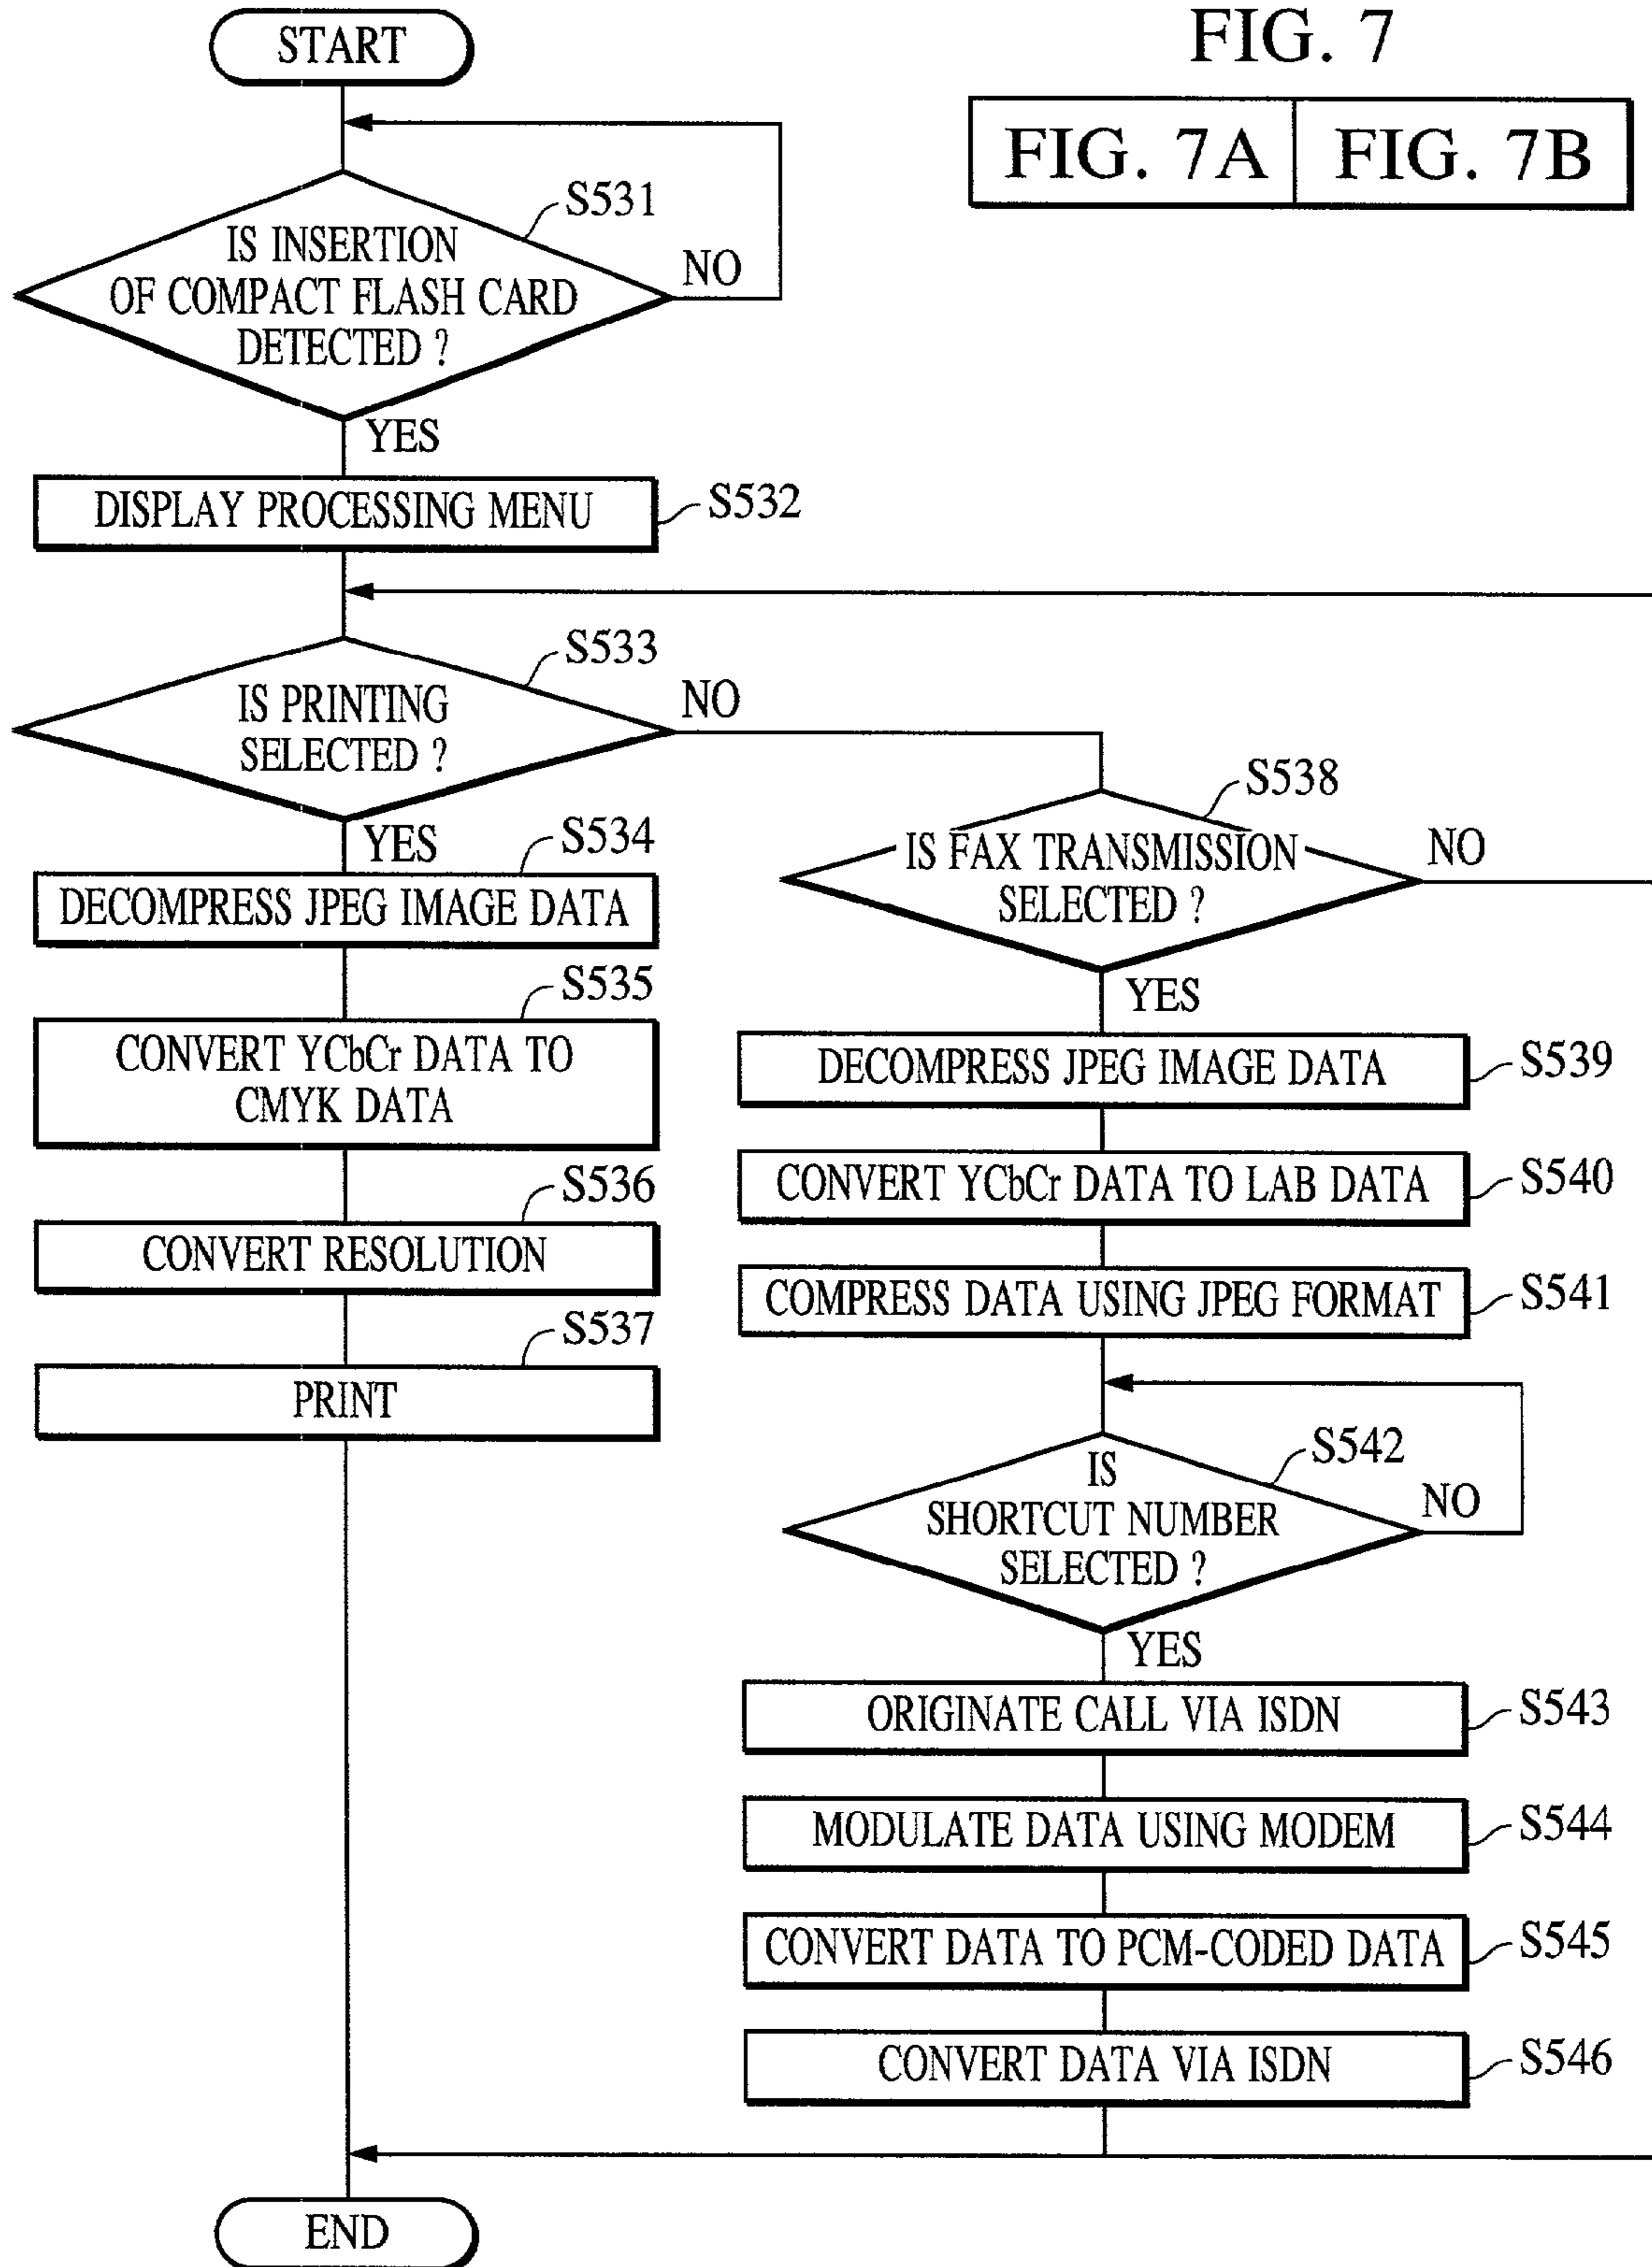 START
FIG. 7
FIG. 7A
FIG. 7B
S531
IS INSERTION
OF COMPACT FLASH CARD
DETECTED ?
NO
YES
DISPLAY PROCESSING MENU
S532
S533
IS PRINTING
SELECTED ?
NO
YES
S534
DECOMPRESS JPEG IMAGE DATA
S535
CONVERT YCbCr DATA TO
CMYK DATA
S536
CONVERT RESOLUTION
S537
PRINT
S538
IS FAX TRANSMISSION
SELECTED ?
NO
YES
DECOMPRESS JPEG IMAGE DATA
S539
CONVERT YCbCr DATA TO LAB DATA
S540
COMPRESS DATA USING JPEG FORMAT
S541
S542
IS
SHORTCUT NUMBER
SELECTED ?
NO
YES
ORIGINATE CALL VIA ISDN
S543
MODULATE DATA USING MODEM
S544
CONVERT DATA TO PCM-CODED DATA
S545
CONVERT DATA VIA ISDN
S546
END